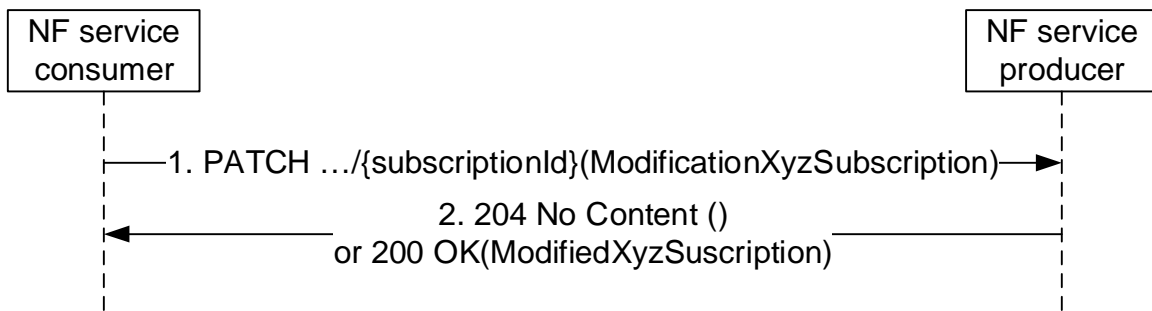 NF service
consumer
NF service
producer
1. PATCH …/{subscriptionId}(ModificationXyzSubscription)
2. 204 No Content ()
or 200 OK(ModifiedXyzSuscription)